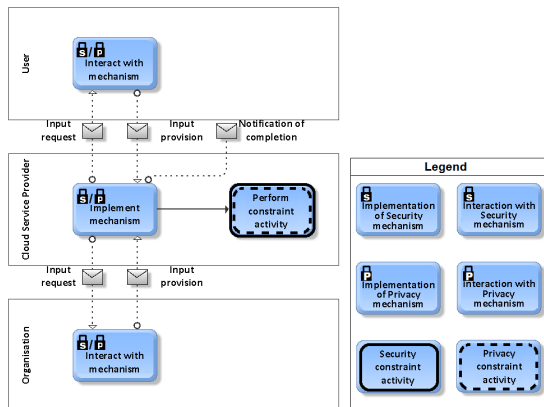 User
S/P
Interact with
mechanism
Input
request
Input
provision
Notification of
completion
Cloud Service Provider
S/P
Implement
mechanism
Perform
constraint
activity
Input
request
Input
provision
Organisation
S/P
Interact with
mechanism
Legend
S
Implementation
of Security
mechanism
S
Interaction with
Security
mechanism
P
Implementation
of Privacy
mechanism
P
Interaction with
Privacy
mechanism
Security
constraint
activity
Privacy
constraint
activity